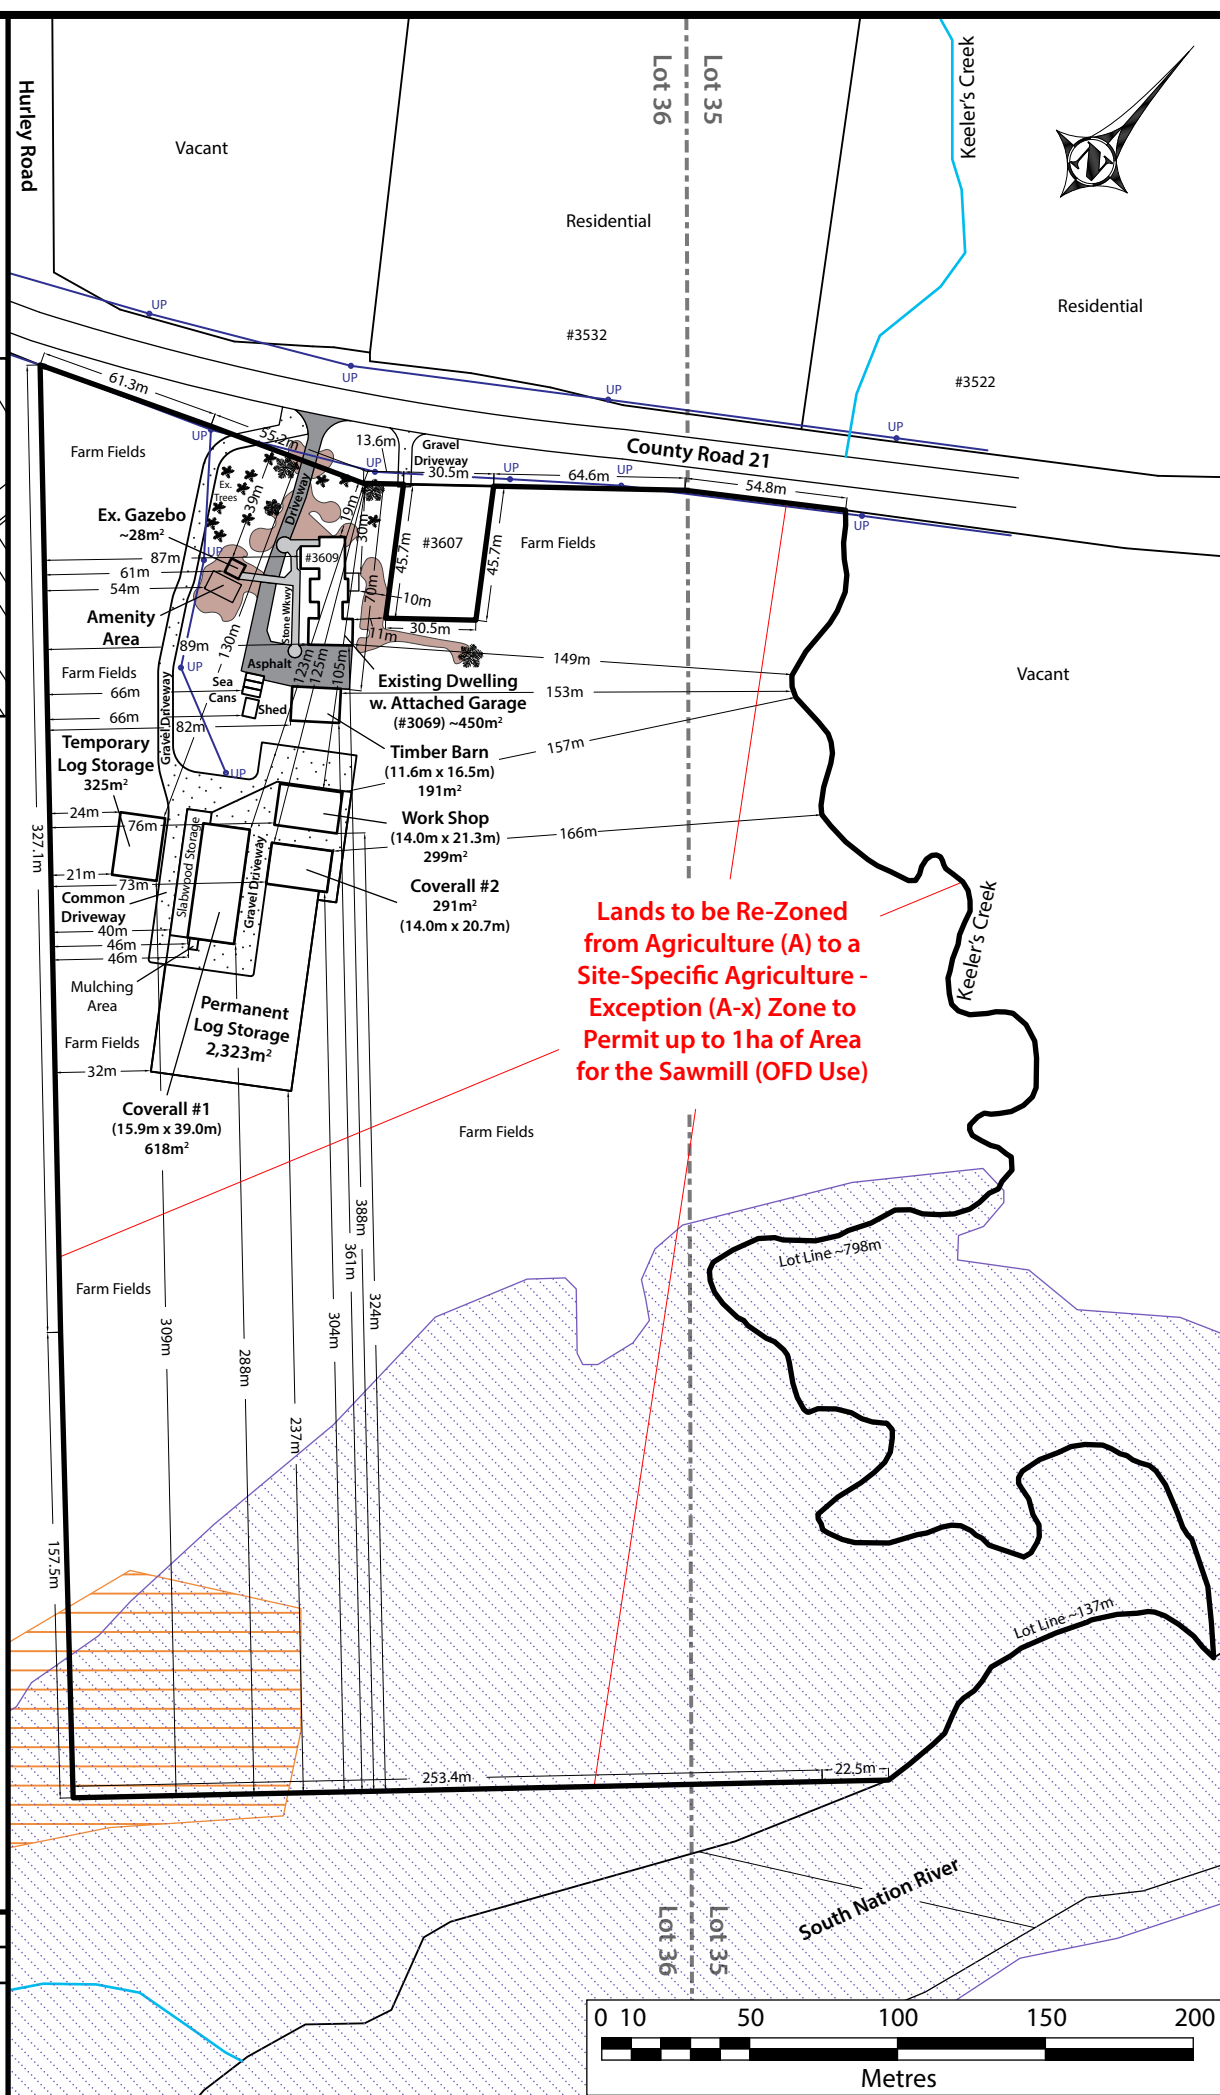 Hurley Road
Vacant
Lot 36
Lot 35
Keeler's Creek
N
Residential
Residential
#3532
#3522
UP
UP
UP
UP
61.3m
55.2m
13.6m
Gravel
Driveway
30.5m
64.6m
County Road 21
54.8m
UP
UP
UP
UP
UP
Farm Fields
Ex.
Trees
39m
Driveway
19m
30m
45.7m
#3607
45.7m
Farm Fields
Ex. Gazebo
~28m²
UP
87m
61m
54m
#3609
70m
10m
11m
30.5m
Amenity
Area
Stone Wkwy
130m
89m
Asphalt
123m
125m
105m
149m
Farm Fields
UP
66m
Sea
Cans
Existing Dwelling
w. Attached Garage
(#3069) ~450m²
153m
Vacant
66m
Shed
82m
Gravel Driveway
Temporary
Log Storage
325m²
UP
Timber Barn
(11.6m x 16.5m)
191m²
157m
24m
76m
Work Shop
(14.0m x 21.3m)
299m²
166m
327.1m
Slabwood Storage
Gravel Driveway
21m
73m
Common
Driveway
Coverall #2
291m²
(14.0m x 20.7m)
40m
46m
46m
Mulching
Area
Permanent
Log Storage
2,323m²
Farm Fields
32m
Lands to be Re-Zoned
from Agriculture (A) to a
Site-Specific Agriculture -
Exception (A-x) Zone to
Permit up to 1ha of Area
for the Sawmill (OFD Use)
Keeler's Creek
Coverall #1
(15.9m x 39.0m)
618m²
Farm Fields
Farm Fields
388m
361m
324m
304m
309m
288m
237m
Lot Line ~798m
157.5m
Lot Line ~137m
253.4m
22.5m
South Nation River
Lot 36
Lot 35
0 10 50 100 150 200
Metres